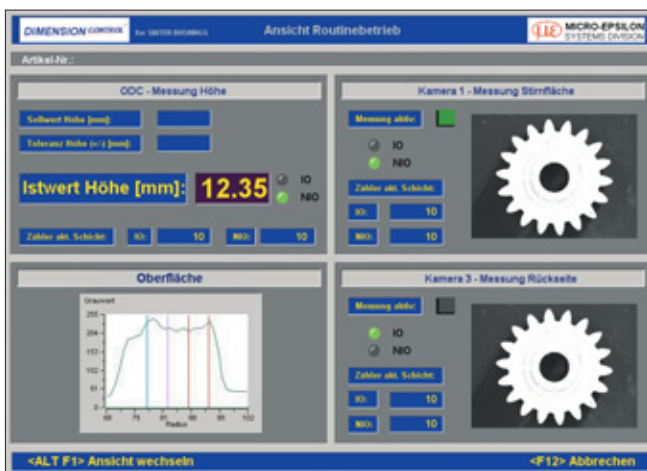 DIMENSION CONTROL for SINTER BUSHINGS
Ansicht Routinebetrieb
MICRO-EPSILON
SYSTEMS DIVISION
Artikel-Nr.:
ODC - Messung Höhe
Sollwert Höhe [mm]:
Toleranz Höhe (+/-) [mm]:
Istwert Höhe [mm]: 12.35
IO
NIO
Zähler akt. Schicht: IO: 10 NIO: 10
Kamera 1 - Messung Stirnfläche
Messung aktiv:
IO
NIO
Zähler akt. Schicht:
IO: 10
NIO: 10
Oberfläche
Grauwert
255
204
153
102
51
0
75
102
Radius
Kamera 3 - Messung Rückseite
Messung aktiv:
IO
NIO
Zähler akt. Schicht:
IO: 10
NIO: 10
<ALT F1> Ansicht wechseln
<F12> Abbrechen